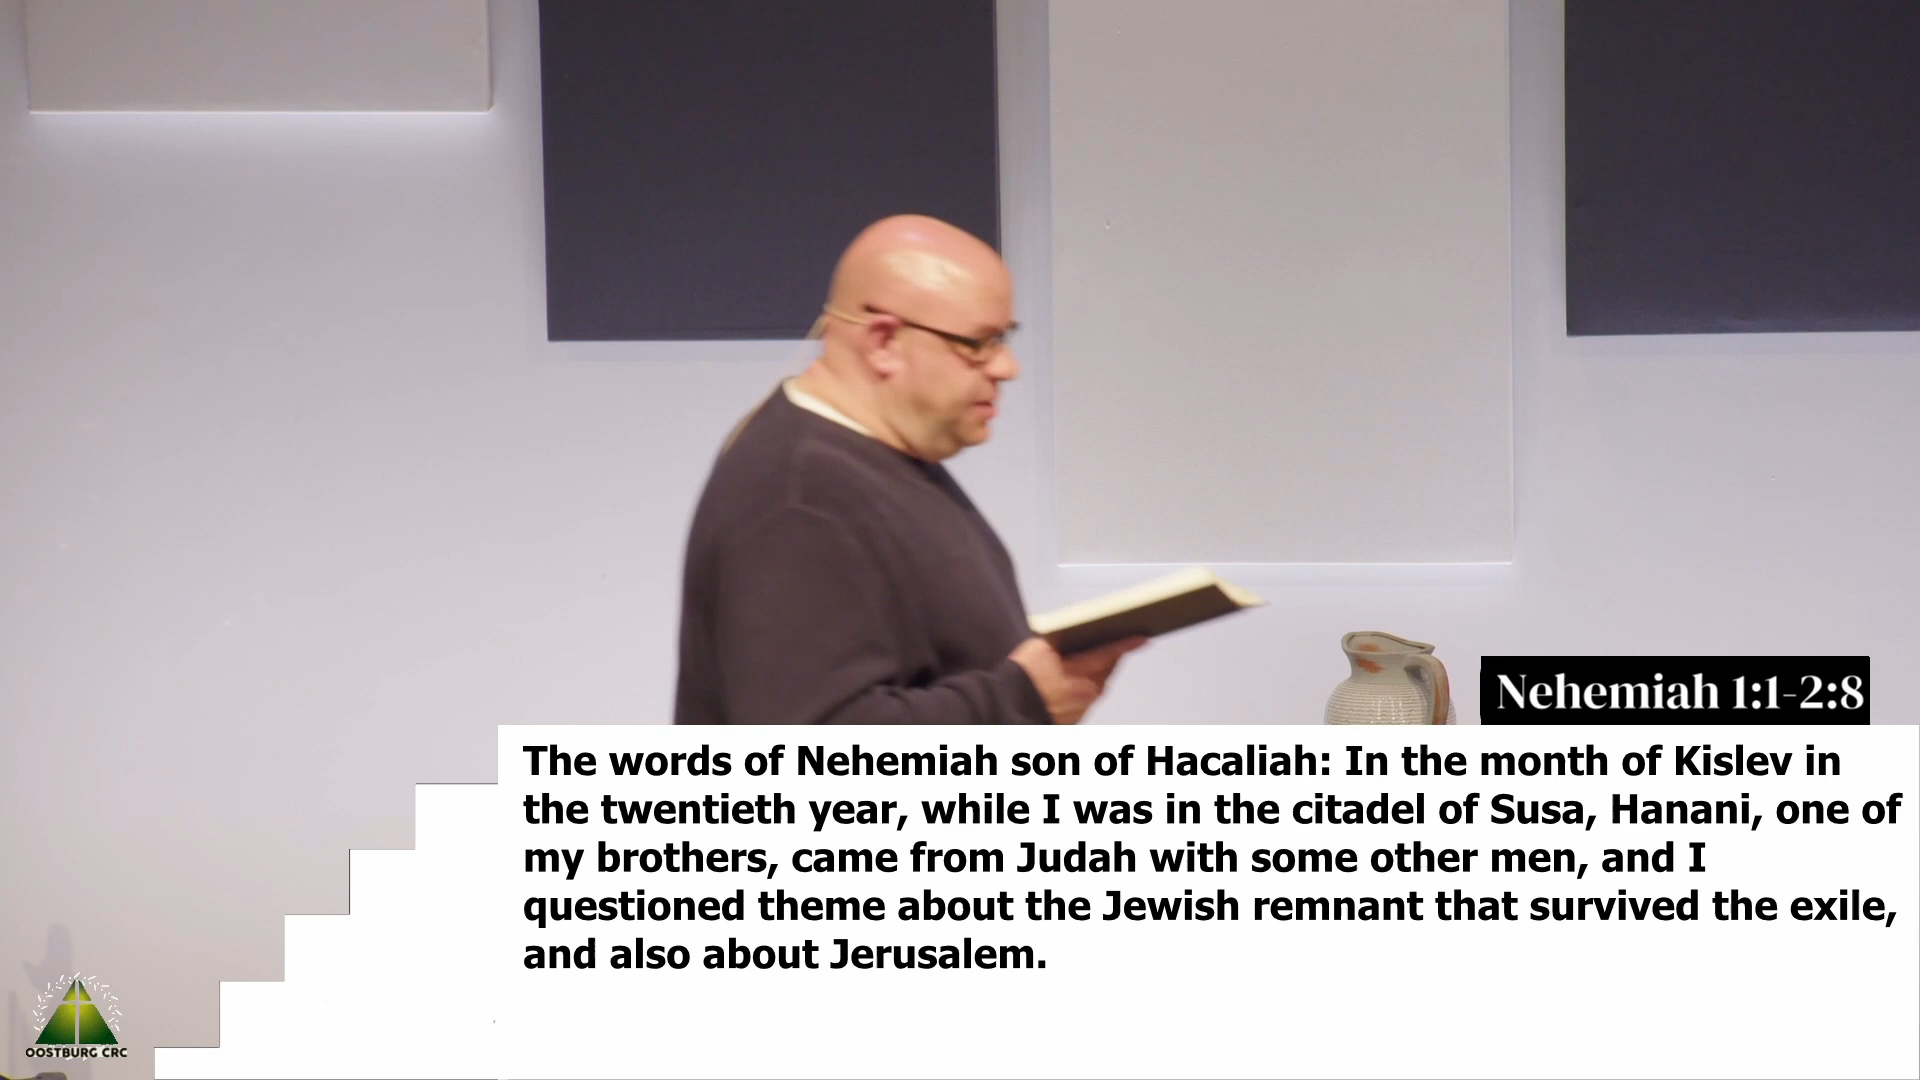 Nehemiah 1:1-2:8
The words of Nehemiah son of Hacaliah: In the month of Kislev in
the twentieth year, while I was in the citadel of Susa, Hanani, one of
my brothers, came from Judah with some other men, and I
questioned theme about the Jewish remnant that survived the exile,
and also about Jerusalem.
OOSTBURG CRC